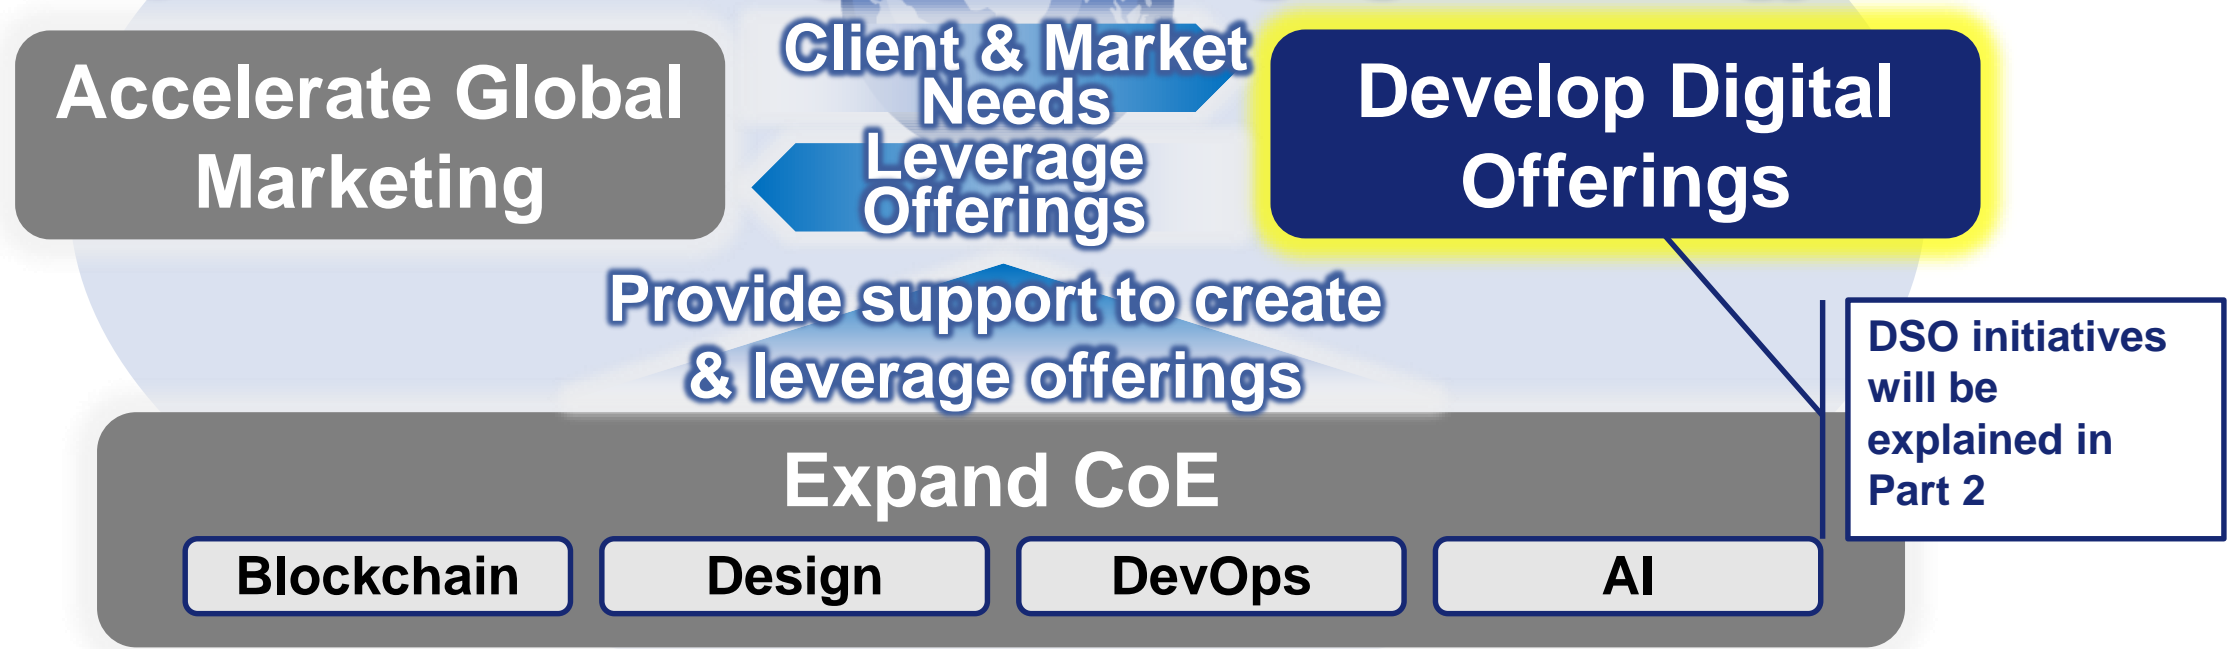 Accelerate Global
Marketing
Client & Market
Needs
Leverage
Offerings
Develop Digital
Offerings
Provide support to create
& leverage offerings
DSO initiatives
will be
explained in
Part 2
Expand CoE
Blockchain
Design
DevOps
AI